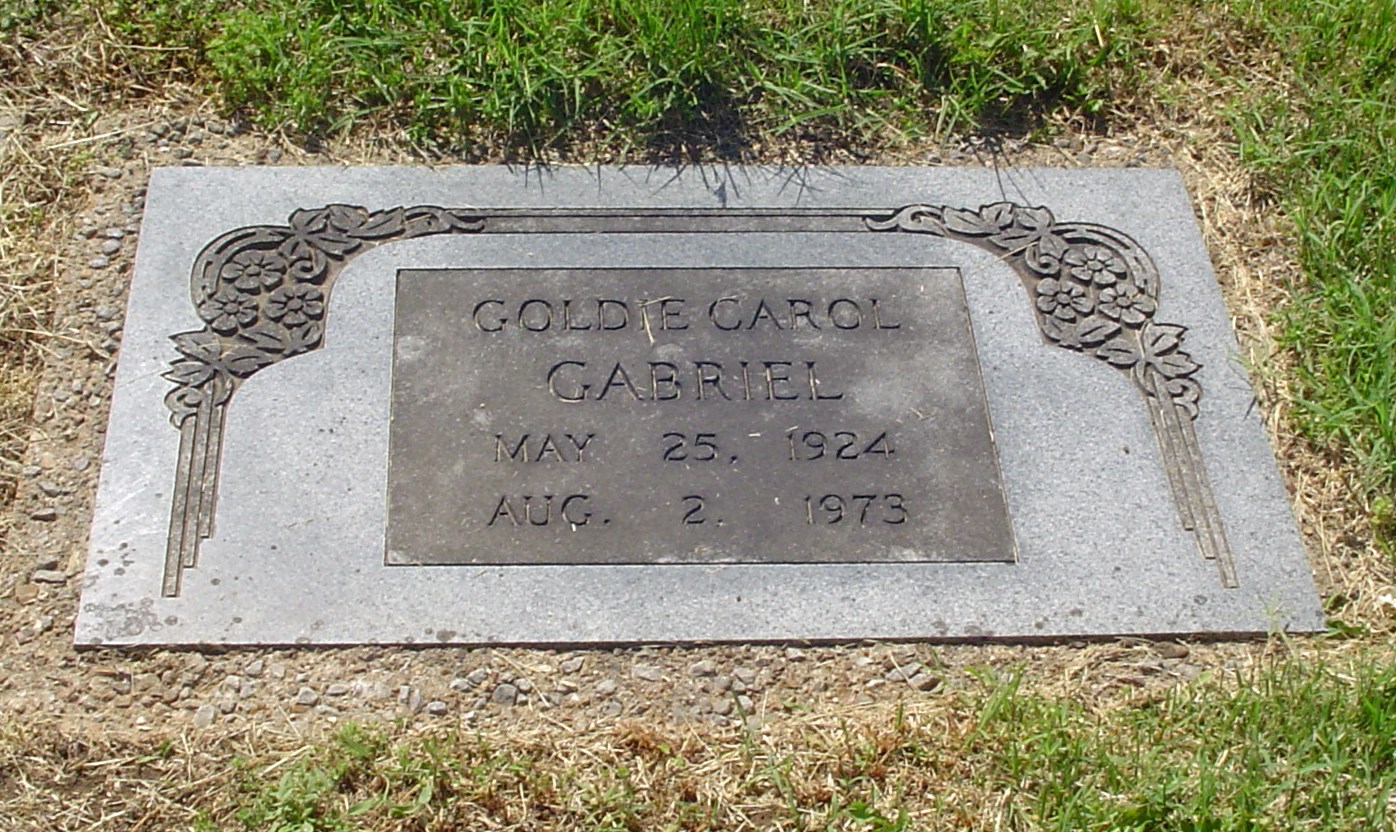 GOLDIE CAROL
GABRIEL
MAY 25, 1924
AUG. 2. 1973